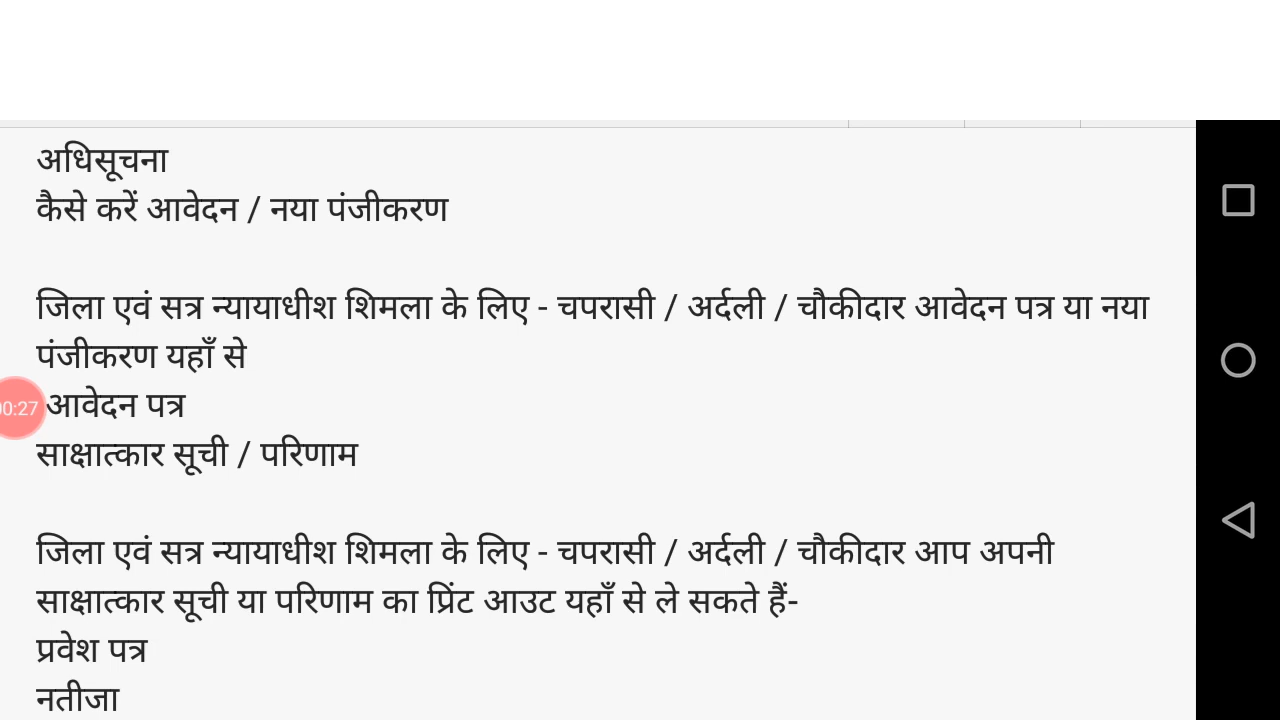 अधिसूचना
कैसे करें आवेदन / नया पंजीकरण
जिला एवं सत्र न्यायाधीश शिमला के लिए - चपरासी / अर्दली / चौकीदार आवेदन पत्र या नया
पंजीकरण यहाँ से
00:27 आवेदन पत्र
साक्षात्कार सूची / परिणाम
जिला एवं सत्र न्यायाधीश शिमला के लिए - चपरासी / अर्दली / चौकीदार आप अपनी
साक्षात्कार सूची या परिणाम का प्रिंट आउट यहाँ से ले सकते हैं-
प्रवेश पत्र
नतीजा